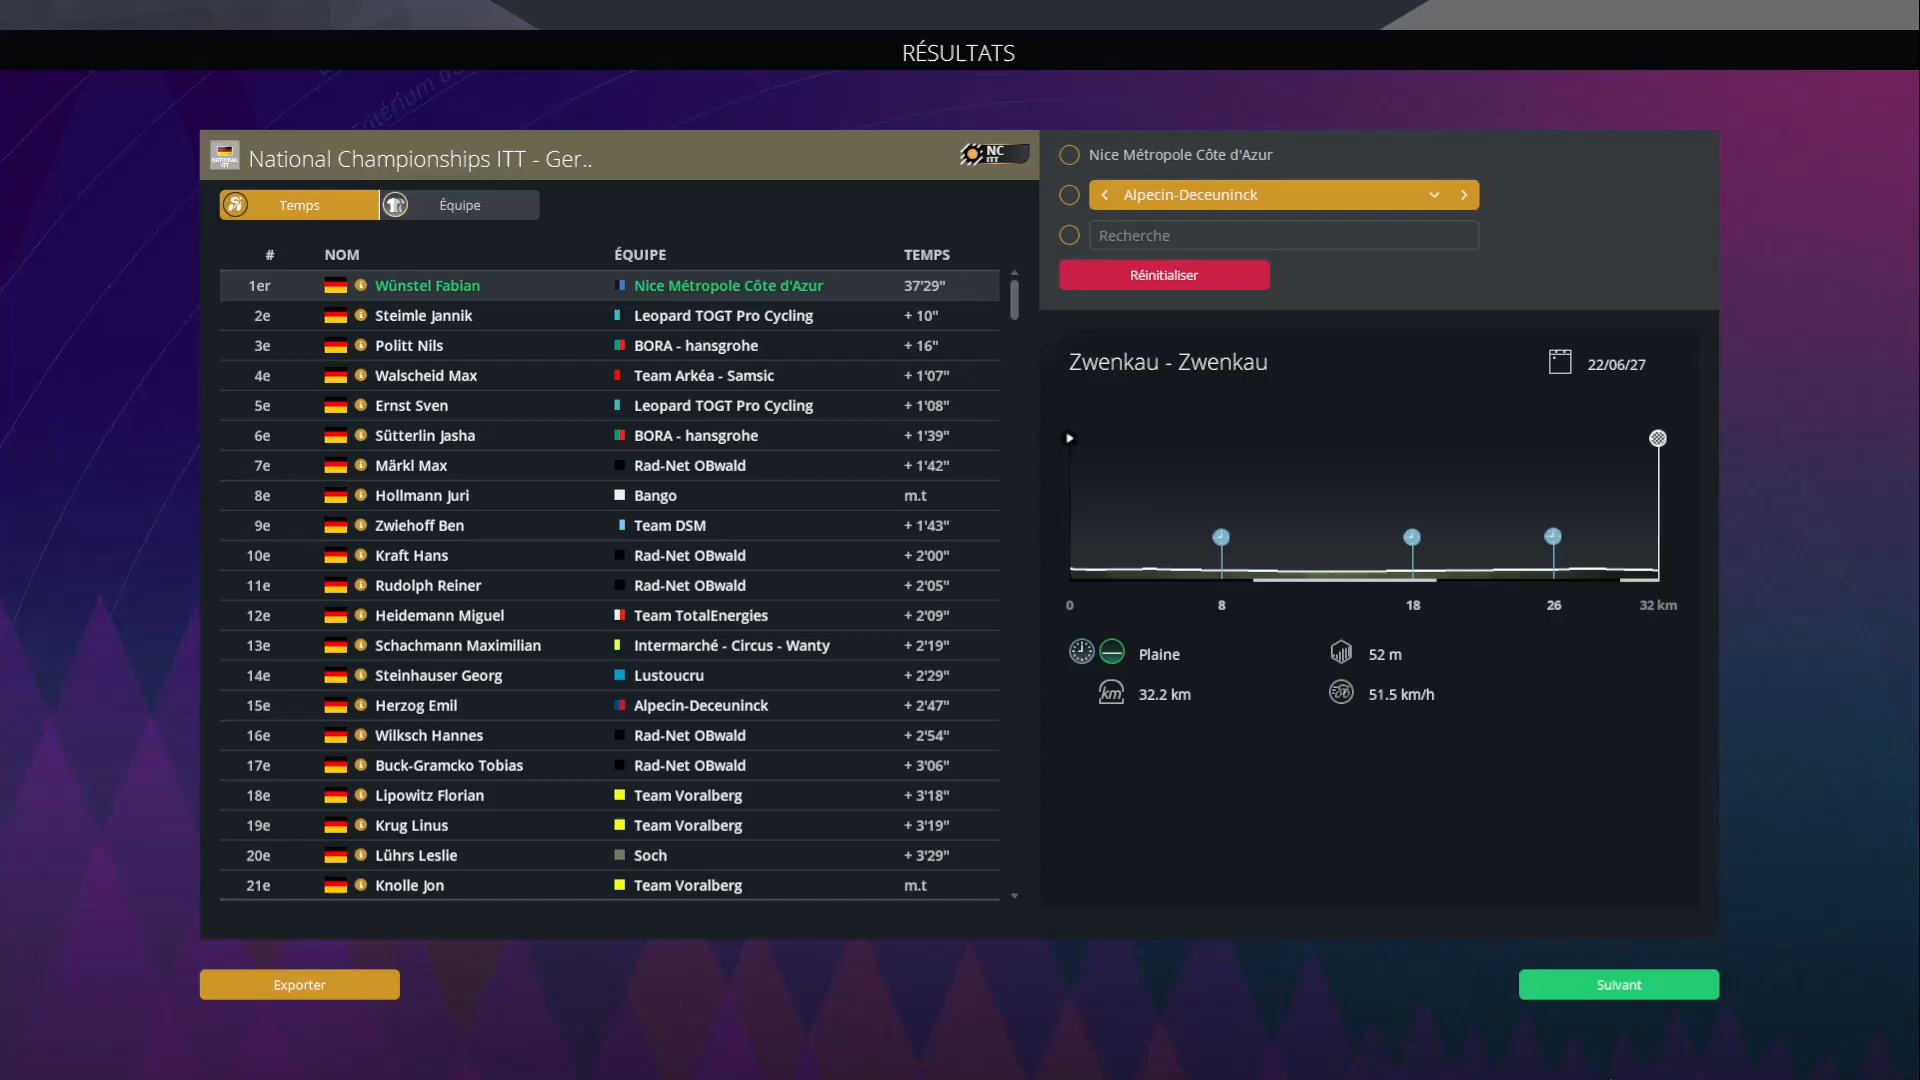 RÉSULTATS
National Championships ITT - Ger..
NC
ITT
Temps
Équipe
# NOM ÉQUIPE TEMPS
1er Wünstel Fabian Nice Métropole Côte d'Azur 37'29"
2e Steimle Jannik Leopard TOGT Pro Cycling + 10"
3e Politt Nils BORA - hansgrohe + 16"
4e Walscheid Max Team Arkéa - Samsic + 1'07"
5e Ernst Sven Leopard TOGT Pro Cycling + 1'08"
6e Sütterlin Jasha BORA - hansgrohe + 1'39"
7e Märkl Max Rad-Net OBwald + 1'42"
8e Hollmann Juri Bango m.t
9e Zwiehoff Ben Team DSM + 1'43"
10e Kraft Hans Rad-Net OBwald + 2'00"
11e Rudolph Reiner Rad-Net OBwald + 2'05"
12e Heidemann Miguel Team TotalEnergies + 2'09"
13e Schachmann Maximilian Intermarché - Circus - Wanty + 2'19"
14e Steinhauser Georg Lustoucru + 2'29"
15e Herzog Emil Alpecin-Deceuninck + 2'47"
16e Wilksch Hannes Rad-Net OBwald + 2'54"
17e Buck-Gramcko Tobias Rad-Net OBwald + 3'06"
18e Lipowitz Florian Team Voralberg + 3'18"
19e Krug Linus Team Voralberg + 3'19"
20e Lührs Leslie Soch + 3'29"
21e Knolle Jon Team Voralberg m.t
Nice Métropole Côte d'Azur
Alpecin-Deceuninck
Recherche
Réinitialiser
Zwenkau - Zwenkau
22/06/27
0 8 18 26 32 km
Plaine 52 m
km 32.2 km 51.5 km/h
Exporter
Suivant